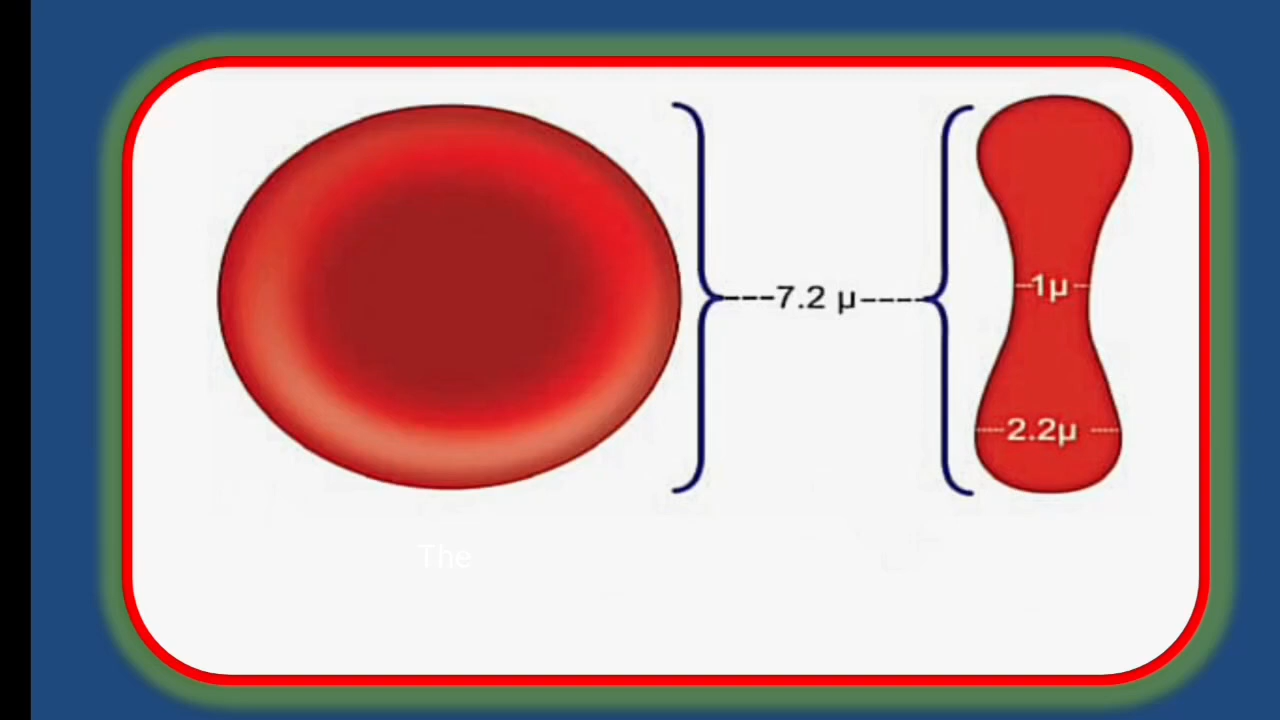 ---7.2 µ----
1µ
2.2µ
The